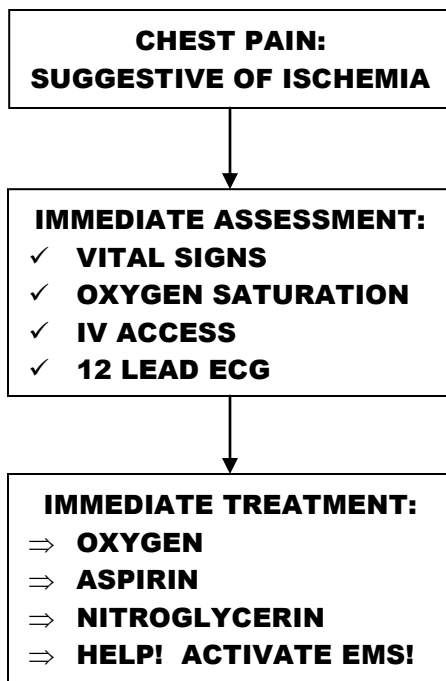 CHEST PAIN:
SUGGESTIVE OF ISCHEMIA
IMMEDIATE ASSESSMENT:
✓ VITAL SIGNS
✓ OXYGEN SATURATION
✓ IV ACCESS
✓ 12 LEAD ECG
IMMEDIATE TREATMENT:
⇒ OXYGEN
⇒ ASPIRIN
⇒ NITROGLYCERIN
⇒ HELP! ACTIVATE EMS!